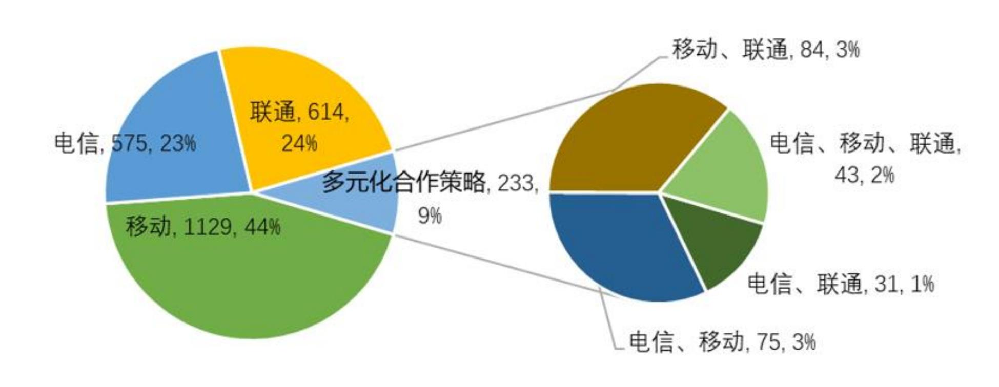 移动、联通, 84, 3%
联通, 614,
24%
电信, 575, 23%
电信、移动、联通,
43, 2%
多元化合作策略, 233,
9%
移动, 1129, 44%
电信、联通, 31, 1%
电信、移动, 75, 3%